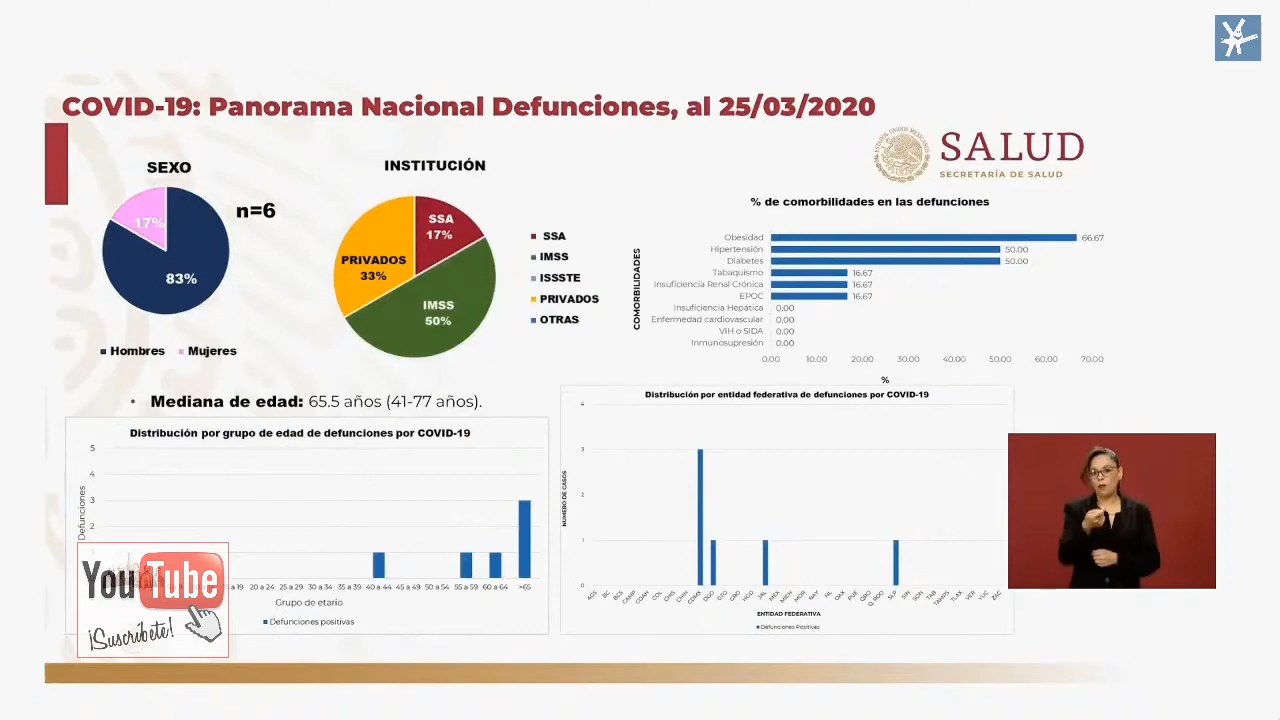 COVID-19: Panorama Nacional Defunciones, al 25/03/2020
SALUD
SECRETARÍA DE SALUD
SEXO
n=6
17%
83%
Hombres
Mujeres
INSTITUCIÓN
SSA
17%
PRIVADOS
33%
IMSS
50%
SSA
IMSS
ISSSTE
PRIVADOS
OTRAS
% de comorbilidades en las defunciones
COMORBILIDADES
Obesidad 66.67
Hipertensión 50.00
Diabetes 50.00
Tabaquismo 16.67
Insuficiencia Renal Crónica 16.67
EPOC 16.67
Insuficiencia Hepática 0.00
Enfermedad cardiovascular 0.00
VIH o SIDA 0.00
Inmunosupresión 0.00
0.00 10.00 20.00 30.00 40.00 50.00 60.00 70.00
%
• Mediana de edad: 65.5 años (41-77 años).
Distribución por grupo de edad de defunciones por COVID-19
Defunciones
5
4
3
2
a 19 20 a 24 25 a 29 30 a 34 35 a 39 40 a 44 45 a 49 50 a 54 55 a 59 60 a 64 >65
Grupo de etario
Defunciones positivas
You Tube
¡Suscríbete!
Distribución por entidad federativa de defunciones por COVID-19
NUMERO DE CASOS
4
3
2
1
0
AGS BC BCS CAMP COAH COL CHIS CHIH CDMX DGO GTO GRO HGO JAL MEX MICH MOR NAY NL OAX PUE QRO Q. ROO SLP SIN SON TAB TAMPS TLAX VER YUC ZAC
ENTIDAD FEDERATIVA
Defunciones Positivas